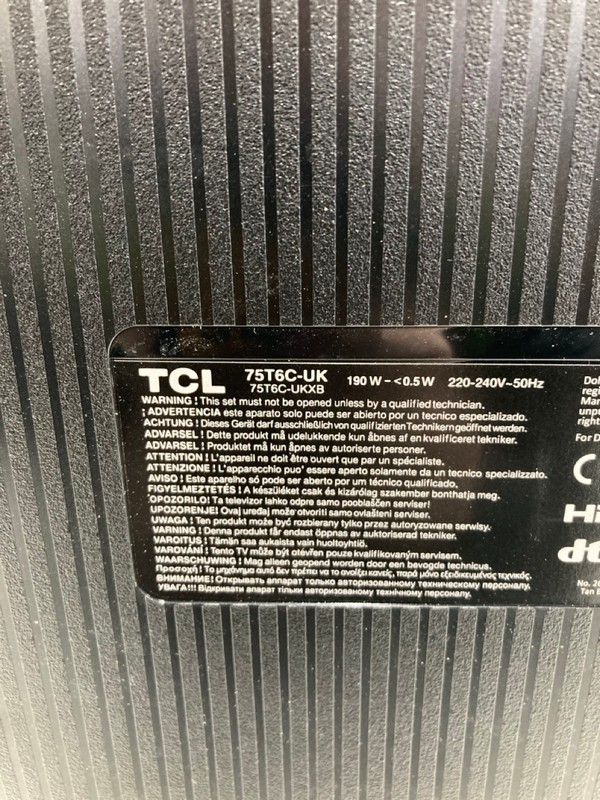 TCL 75T6C-UK 190 W ~ <0.5 W 220-240V~50Hz
75T6C-UKXB
WARNING ! This set must not be opened unless by a qualified technician.
¡ ADVERTENCIA este aparato solo puede ser abierto por un tecnico especializado.
ACHTUNG ! Dieses Gerät darf ausschließlich von qualifizierten Technikern geöffnet werden.
ADVARSEL ! Dette produkt må udelukkende kun åbnes af en kvalificeret tekniker.
ADVARSEL ! Produktet må kun åpnes av autoriserte personer.
ATTENTION ! L'appareil ne doit être ouvert que par un spécialiste.
ATTENZIONE ! L'apparecchio puo' essere aperto solamente da un tecnico specializzato.
AVISO ! Este aparelho só pode ser aberto por um técnico qualificado.
FIGYELMEZTETÉS ! A készüléket csak és kizárólag szakember bonthatja meg.
OPOZORILO! Ta televizor lahko odpre samo pooblaščen serviser!
UPOZORENJE! Ovaj uređaj može otvoriti samo ovlašteni serviser.
UWAGA ! Ten produkt może być rozbierany tylko przez autoryzowane serwisy.
WARNING ! Denna produkt får endast öppnas av auktoriserad tekniker.
VAROITUS ! Tämän saa aukaista vain huoltoyhtiö.
VAROVÁNÍ ! Tento TV může být otevřen pouze kvalifikovaným servisem.
WAARSCHUWING ! Mag alleen geopend worden door een bevoegde technicus.
Προσοχή ! Το μηχάνημα αυτό δεν πρέπει να το ανοίξει κανείς, παρά μόνο εξειδικευμένος τεχνικός.
ВНИМАНИЕ! Открывать аппарат только авторизованному техническому персоналу.
УВАГА!!! Відкривати апарат тільки авторизованому технічному персоналу.
For D
No. 20
Tan B